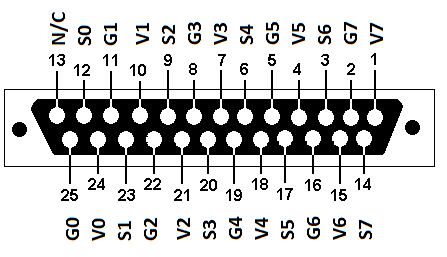 N/C S0 G1 V1 S2 G3 V3 S4 G5 V5 S6 G7 V7
13 12 11 10 9 8 7 6 5 4 3 2 1
25 24 23 22 21 20 19 18 17 16 15 14
G0 V0 S1 G2 V2 S3 G4 V4 S5 G6 V6 S7